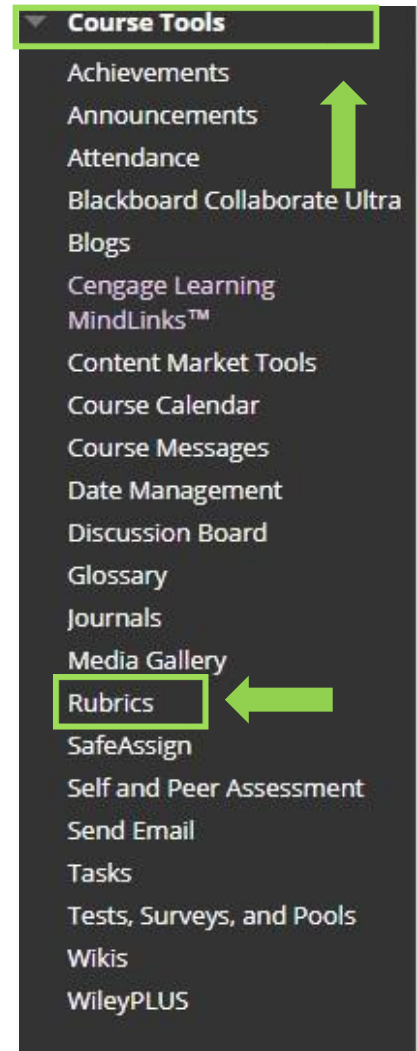 Course Tools
Achievements
Announcements
Attendance
Blackboard Collaborate Ultra
Blogs
Cengage Learning
MindLinks™
Content Market Tools
Course Calendar
Course Messages
Date Management
Discussion Board
Glossary
Journals
Media Gallery
Rubrics
SafeAssign
Self and Peer Assessment
Send Email
Tasks
Tests, Surveys, and Pools
Wikis
WileyPLUS